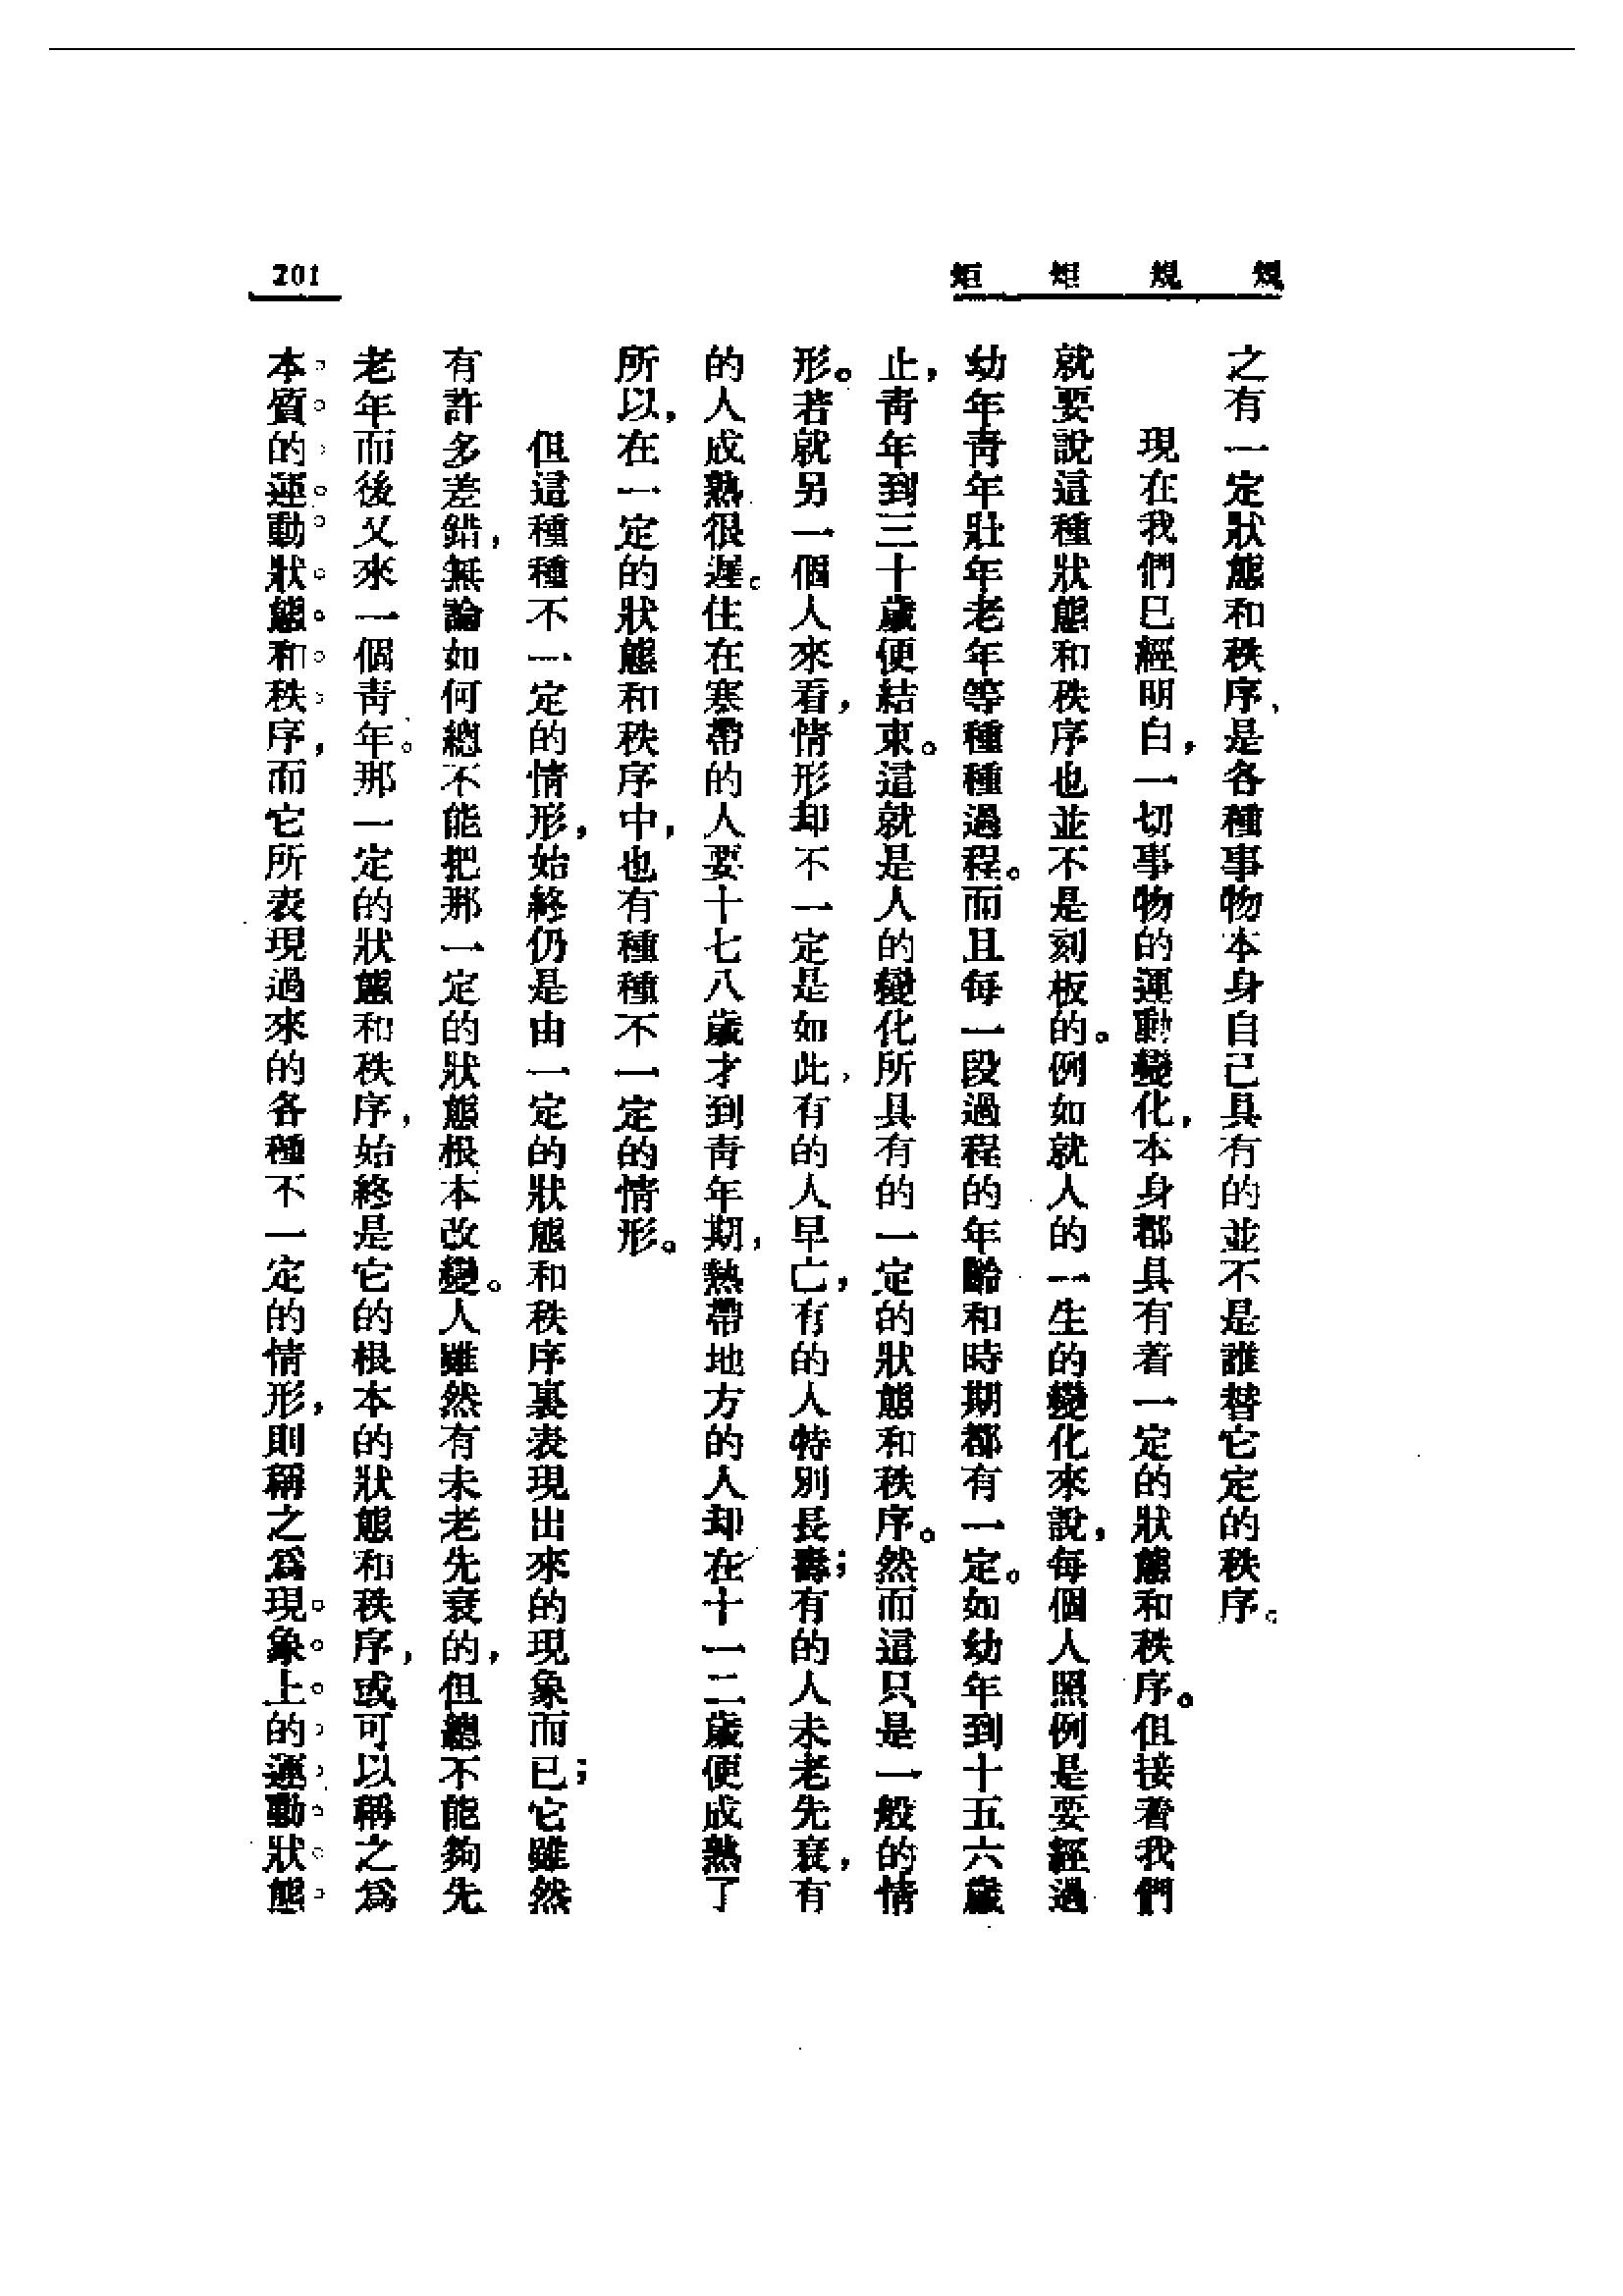 規規矩矩
201
之有一定狀態和秩序、是各種事物本身自己具有的並不是誰替它定的秩序。
現在我們已經明白，一切事物的運動變化，本身都具有着一定的狀態和秩序。但接着我們
就要說這種狀態和秩序也並不是刻板的。例如就人的一生的變化來說，每個人照例是要經過
幼年青年壯年老年等種種過程。而且每一段過程的年齡和時期都有一定。如幼年到十五六歲
止，青年到三十歲便結束。這就是人的變化所具有的一定的狀態和秩序。然而這只是一般的情
形。若就另一個人來看，情形却不一定是如此，有的人早亡，有的人特別長壽；有的人未老先衰，有
的人成熟很遲。住在寒帶的人要十七八歲才到青年期，熱帶地方的人却在十一二歲便成熟了
所以，在一定的狀態和秩序中，也有種種不一定的情形。
但這種種不一定的情形，始終仍是由一定的狀態和秩序裏表現出來的現象而已；它雖然
有許多差錯，無論如何總不能把那一定的狀態根本改變。人雖然有未老先衰的，但總不能夠先
老年而後又來一個青年。那一定的狀態和秩序，始終是它的根本的狀態和秩序，或可以稱之爲
本質的運動狀態和秩序，而它所表現過來的各種不一定的情形，則稱之爲現象上的運動狀態